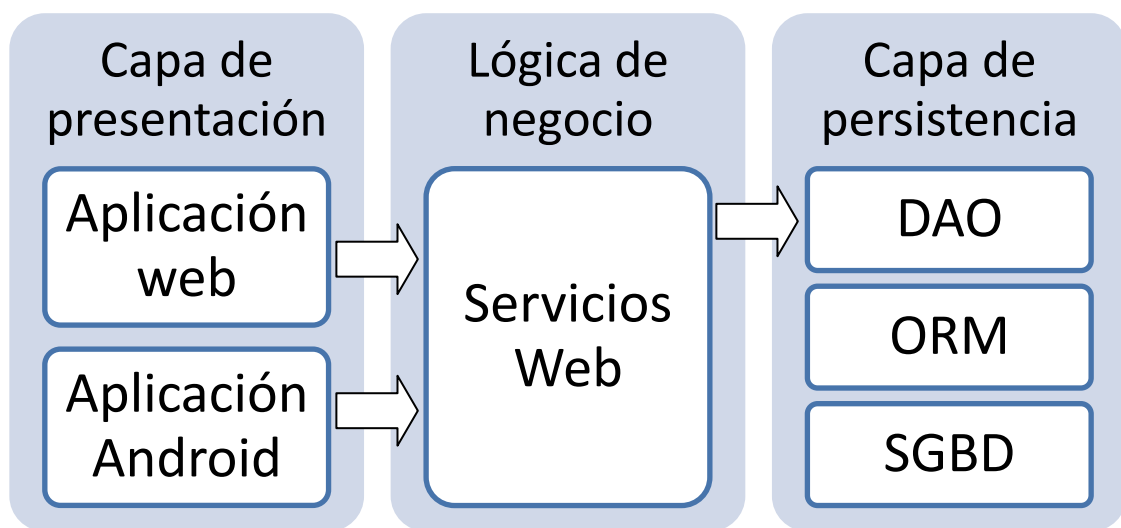 Capa de
presentación
Aplicación
web
Aplicación
Android
Lógica de
negocio
Servicios
Web
Capa de
persistencia
DAO
ORM
SGBD